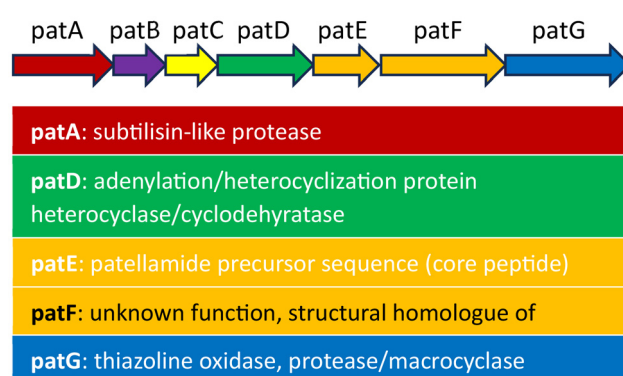 patA patB patC patD patE patF patG
patA: subtilisin-like protease
patD: adenylation/heterocyclization protein
heterocyclase/cyclodehyratase
patE: patellamide precursor sequence (core peptide)
patF: unknown function, structural homologue of
patG: thiazoline oxidase, protease/macrocyclase